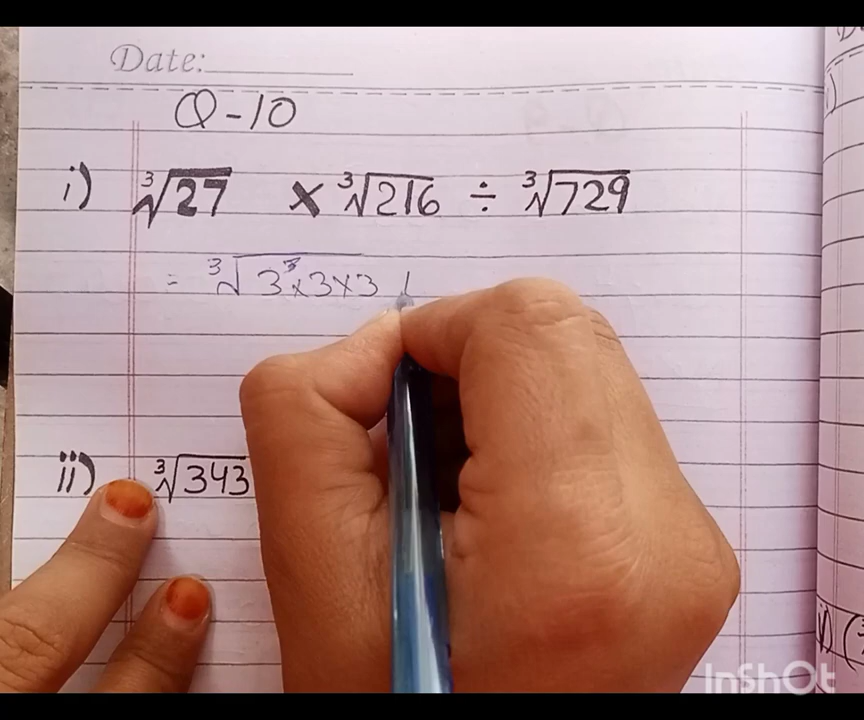 Date:
Q-10
i) ∛27 × ∛216 ÷ ∛729
= ∛3³×3×3
ii) ∛343
InShOt